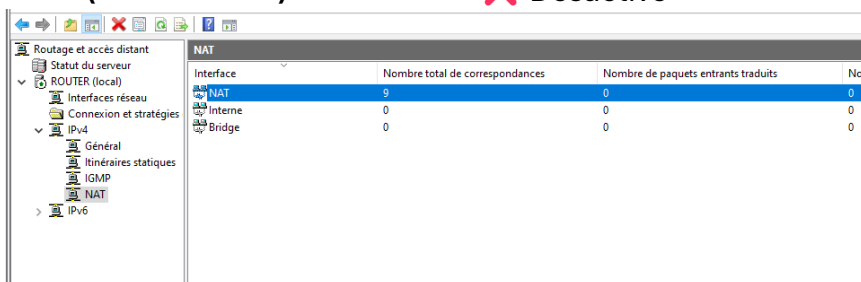 Routage et accès distant
Statut du serveur
ROUTER (local)
Interfaces réseau
Connexion et stratégies
IPv4
Général
Itinéraires statiques
IGMP
NAT
IPv6
NAT
Interface Nombre total de correspondances Nombre de paquets entrants traduits No
NAT 9 0 0
Interne 0 0 0
Bridge 0 0 0